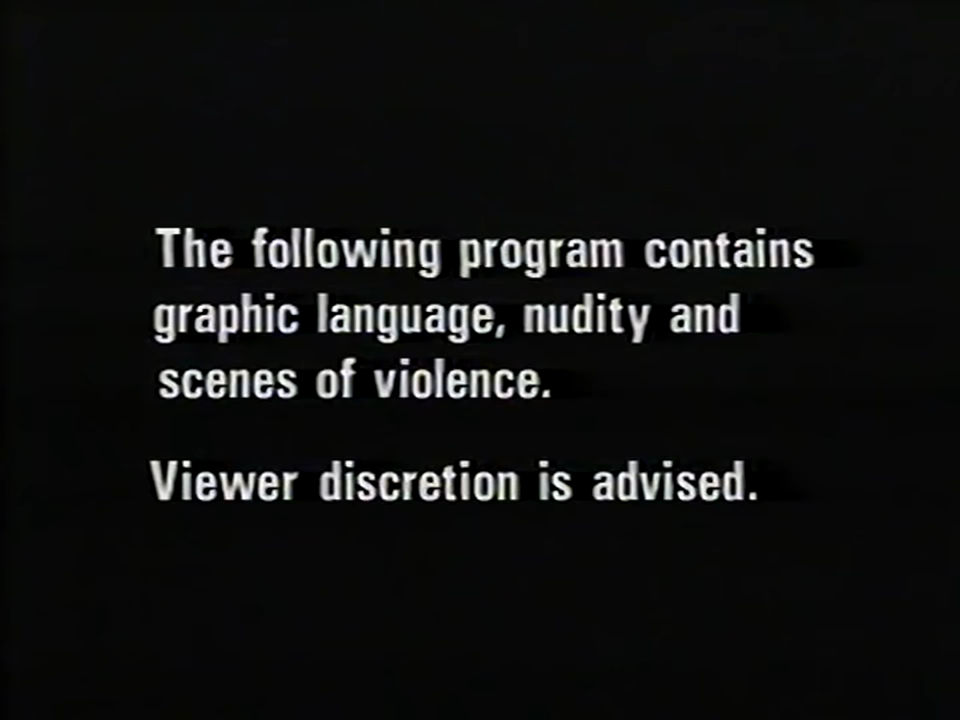 The following program contains
graphic language, nudity and
scenes of violence.
Viewer discretion is advised.